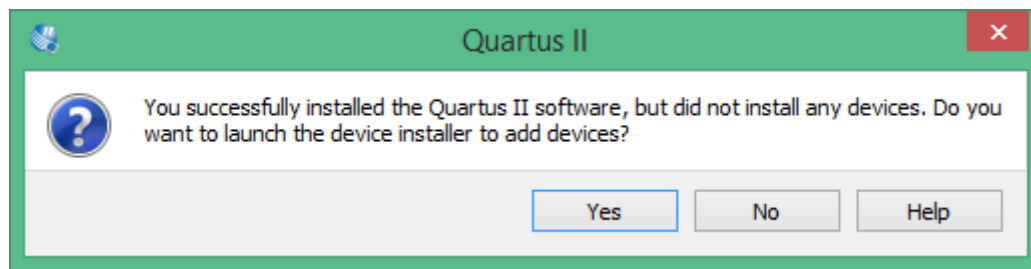 Quartus II
You successfully installed the Quartus II software, but did not install any devices. Do you
want to launch the device installer to add devices?
Yes No Help